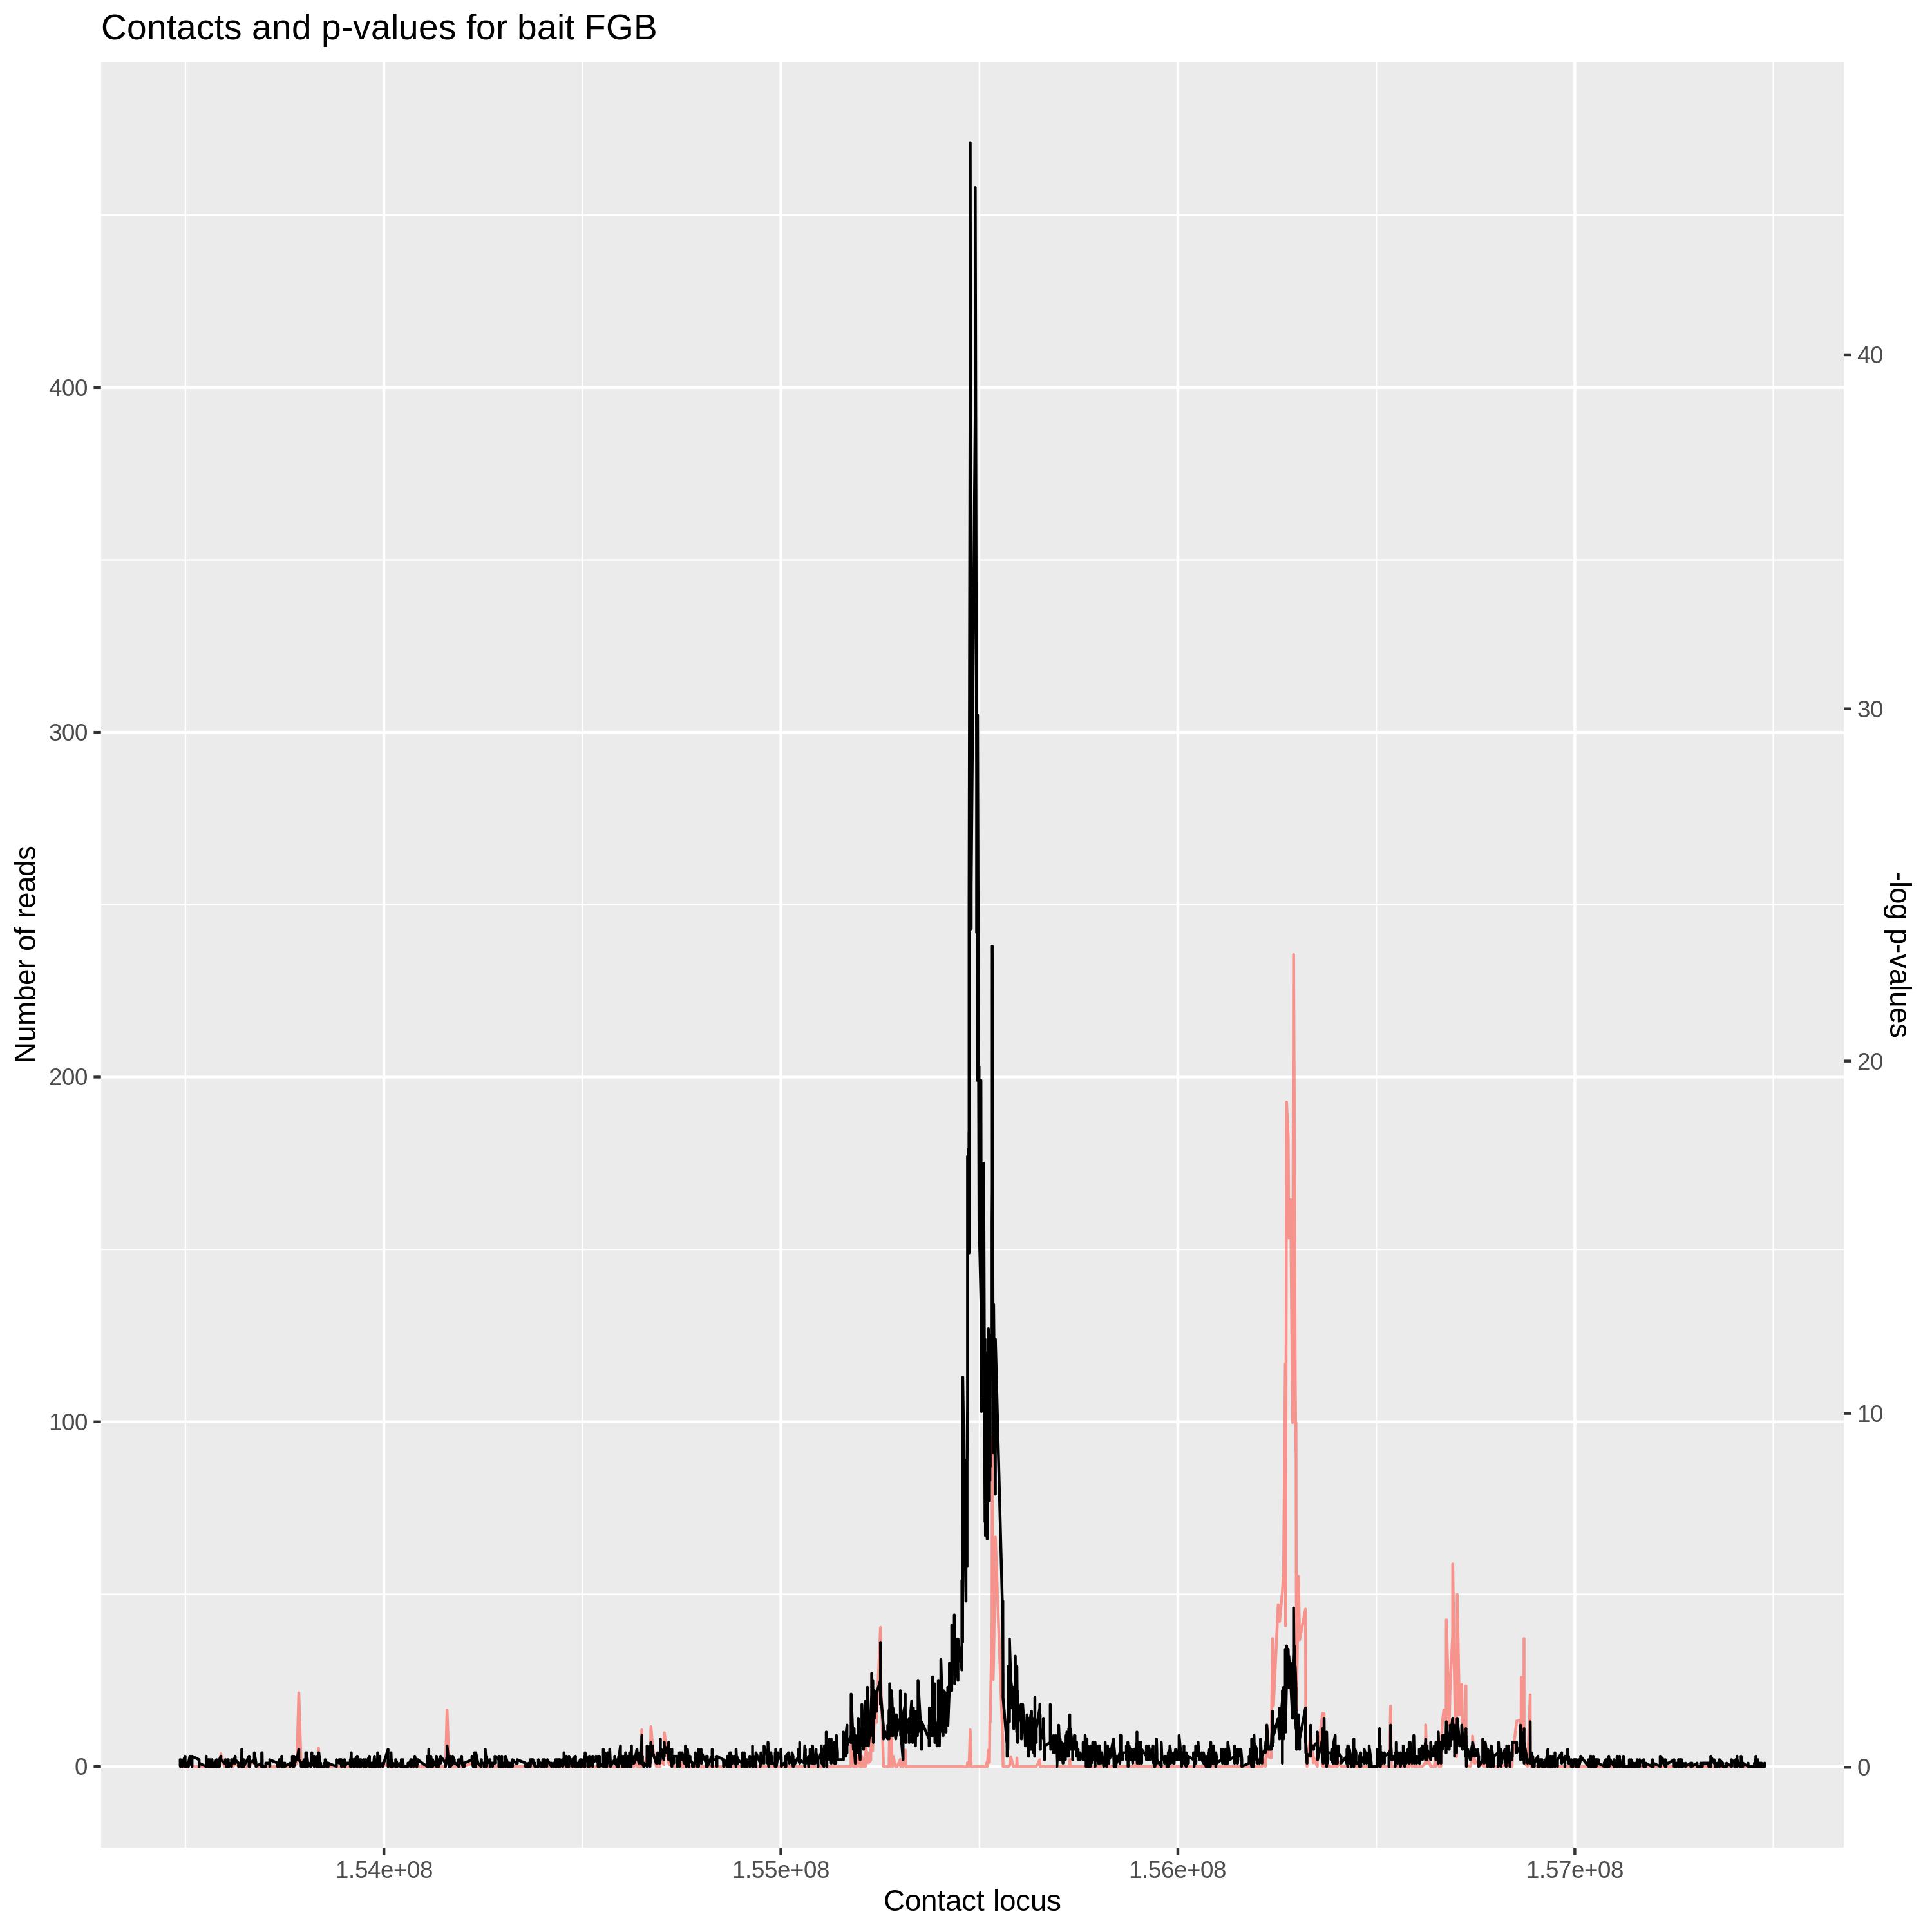 Contacts and p-values for bait FGB
Number of reads
400
300
200
100
0
40
30
20
10
0
-log p-values
1.54e+08
1.55e+08
1.56e+08
1.57e+08
Contact locus